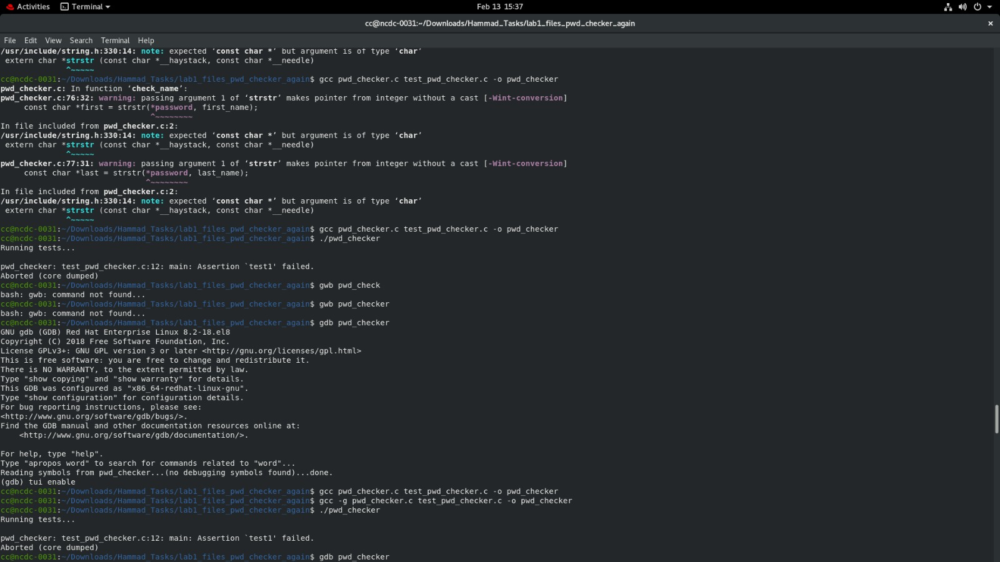 Activities Terminal Feb 13 15:37
cc@ncdc-0031:~/Downloads/Hammad_Tasks/lab1_files_pwd_checker_again
File Edit View Search Terminal Help
/usr/include/string.h:330:14: note: expected ‘const char *’ but argument is of type ‘char’
 extern char *strstr (const char *__haystack, const char *__needle)
              ^~~~~~
cc@ncdc-0031:~/Downloads/Hammad_Tasks/lab1_files_pwd_checker_again$ gcc pwd_checker.c test_pwd_checker.c -o pwd_checker
pwd_checker.c: In function ‘check_name’:
pwd_checker.c:76:32: warning: passing argument 1 of ‘strstr’ makes pointer from integer without a cast [-Wint-conversion]
     const char *first = strstr(*password, first_name);
                                ^~~~~~~~~
In file included from pwd_checker.c:2:
/usr/include/string.h:330:14: note: expected ‘const char *’ but argument is of type ‘char’
 extern char *strstr (const char *__haystack, const char *__needle)
              ^~~~~~
pwd_checker.c:77:31: warning: passing argument 1 of ‘strstr’ makes pointer from integer without a cast [-Wint-conversion]
     const char *last = strstr(*password, last_name);
                               ^~~~~~~~~
In file included from pwd_checker.c:2:
/usr/include/string.h:330:14: note: expected ‘const char *’ but argument is of type ‘char’
 extern char *strstr (const char *__haystack, const char *__needle)
              ^~~~~~
cc@ncdc-0031:~/Downloads/Hammad_Tasks/lab1_files_pwd_checker_again$ gcc pwd_checker.c test_pwd_checker.c -o pwd_checker
cc@ncdc-0031:~/Downloads/Hammad_Tasks/lab1_files_pwd_checker_again$ ./pwd_checker
Running tests...

pwd_checker: test_pwd_checker.c:12: main: Assertion `test1' failed.
Aborted (core dumped)
cc@ncdc-0031:~/Downloads/Hammad_Tasks/lab1_files_pwd_checker_again$ gwb pwd_check
bash: gwb: command not found...
cc@ncdc-0031:~/Downloads/Hammad_Tasks/lab1_files_pwd_checker_again$ gwb pwd_checker
bash: gwb: command not found...
cc@ncdc-0031:~/Downloads/Hammad_Tasks/lab1_files_pwd_checker_again$ gdb pwd_checker
GNU gdb (GDB) Red Hat Enterprise Linux 8.2-18.el8
Copyright (C) 2018 Free Software Foundation, Inc.
License GPLv3+: GNU GPL version 3 or later <http://gnu.org/licenses/gpl.html>
This is free software: you are free to change and redistribute it.
There is NO WARRANTY, to the extent permitted by law.
Type "show copying" and "show warranty" for details.
This GDB was configured as "x86_64-redhat-linux-gnu".
Type "show configuration" for configuration details.
For bug reporting instructions, please see:
<http://www.gnu.org/software/gdb/bugs/>.
Find the GDB manual and other documentation resources online at:
    <http://www.gnu.org/software/gdb/documentation/>.

For help, type "help".
Type "apropos word" to search for commands related to "word"...
Reading symbols from pwd_checker...(no debugging symbols found)...done.
(gdb) tui enable
cc@ncdc-0031:~/Downloads/Hammad_Tasks/lab1_files_pwd_checker_again$ gcc pwd_checker.c test_pwd_checker.c -o pwd_checker
cc@ncdc-0031:~/Downloads/Hammad_Tasks/lab1_files_pwd_checker_again$ gcc -g pwd_checker.c test_pwd_checker.c -o pwd_checker
cc@ncdc-0031:~/Downloads/Hammad_Tasks/lab1_files_pwd_checker_again$ ./pwd_checker
Running tests...

pwd_checker: test_pwd_checker.c:12: main: Assertion `test1' failed.
Aborted (core dumped)
cc@ncdc-0031:~/Downloads/Hammad_Tasks/lab1_files_pwd_checker_again$ gdb pwd_checker